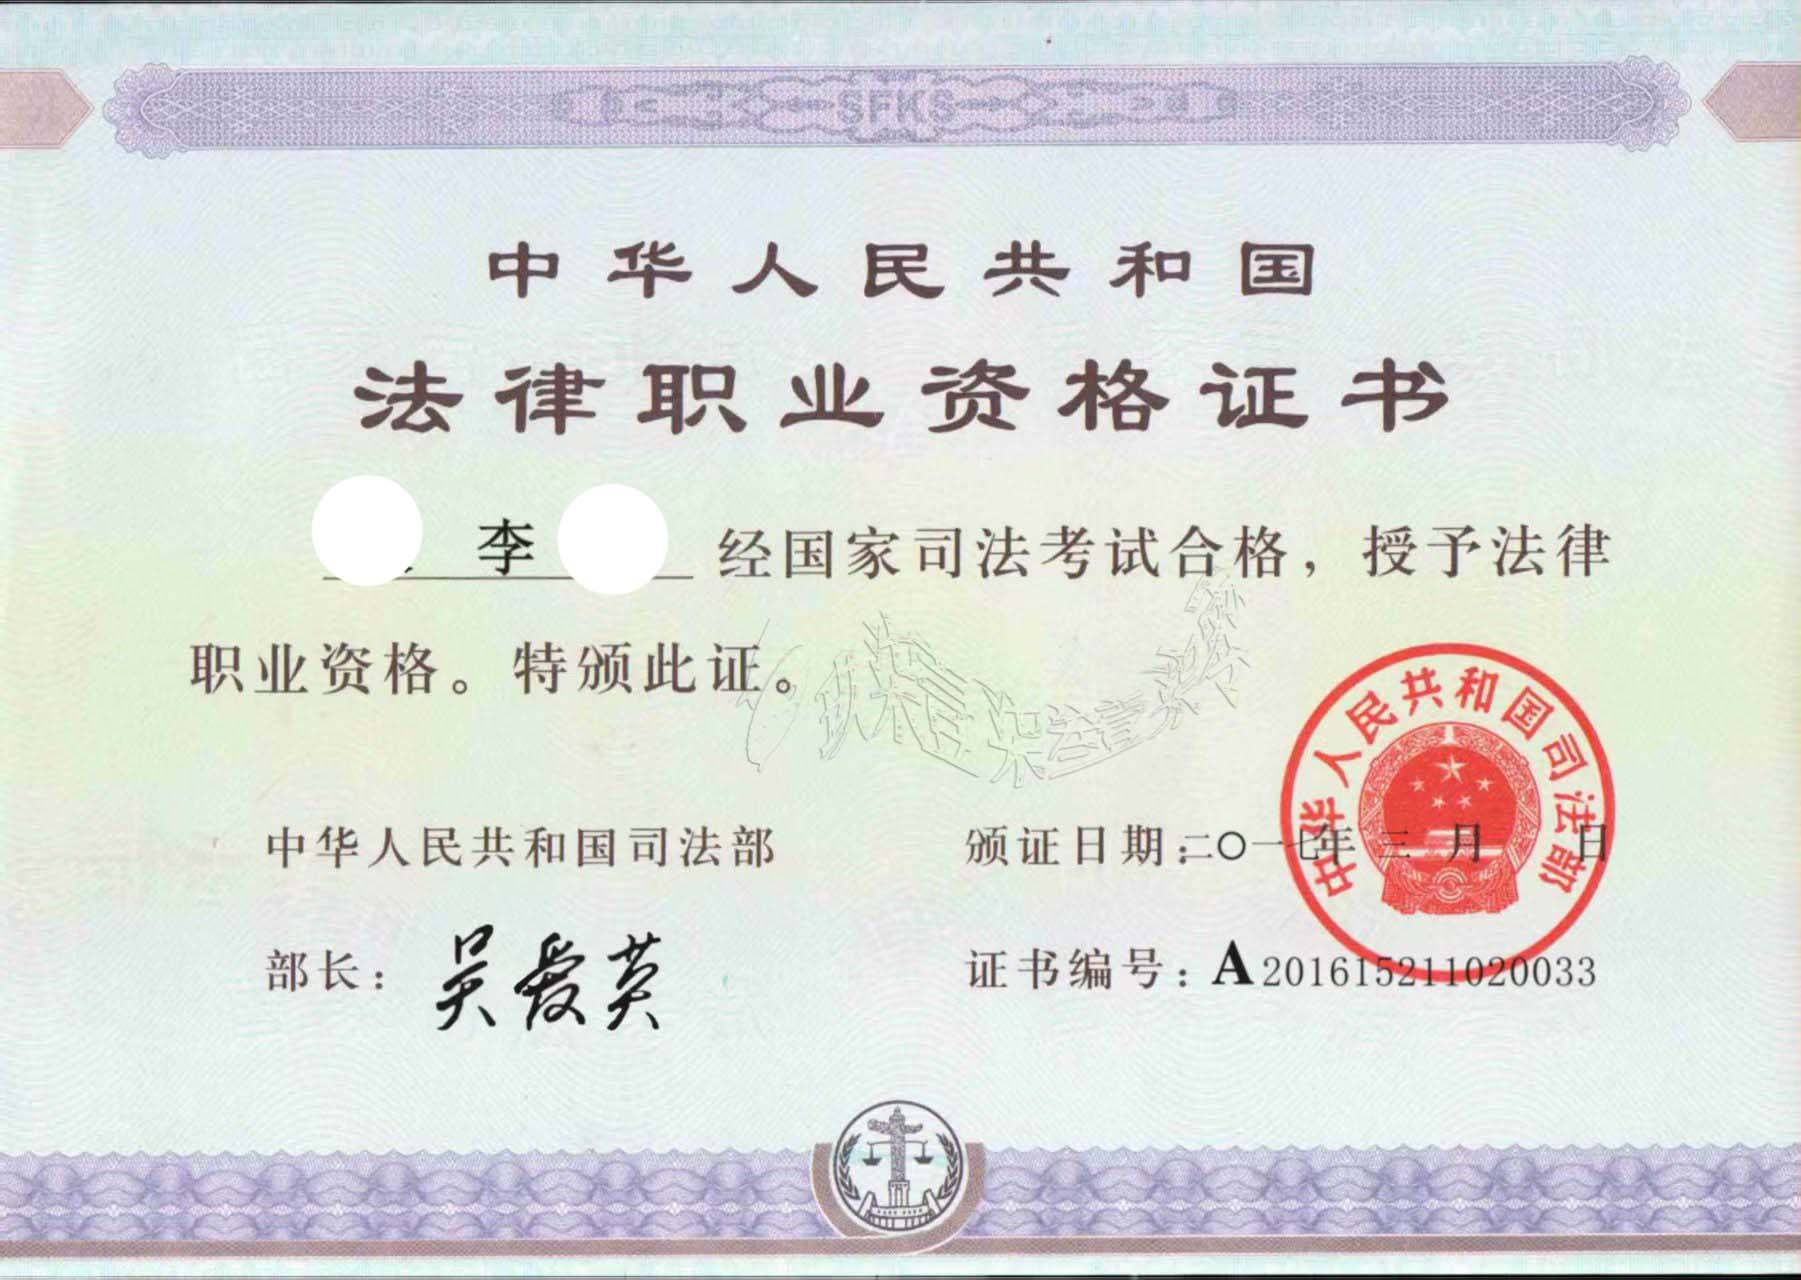 SFKS
中华人民共和国
法律职业资格证书
李 经国家司法考试合格，授予法律
职业资格。特颁此证。
中华人民共和国司法部
颁证日期：二〇一七年 三 月 日
部长：吴爱英
证书编号：A201615211020033
中华人民共和国司法部